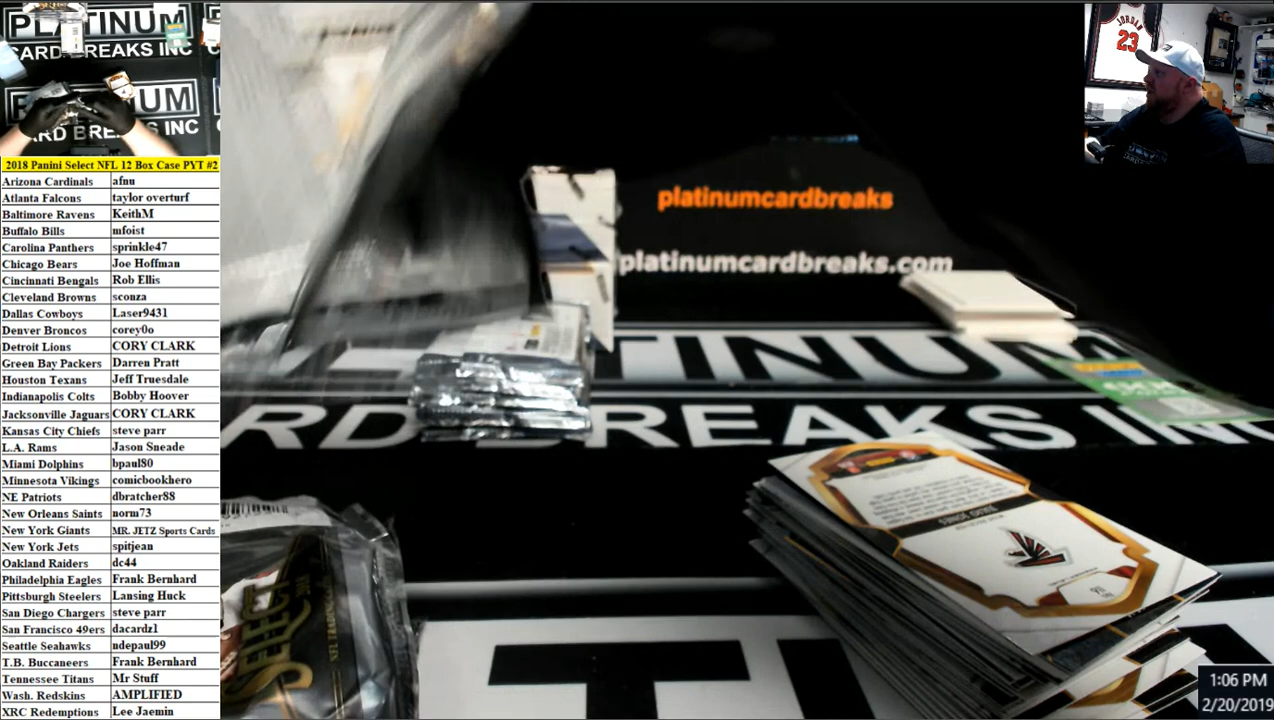 PLATINUM
CARD BREAKS INC
PLATINUM
CARD BREAKS INC
2018 Panini Select NFL 12 Box Case PYT #2
Arizona Cardinals afnu
Atlanta Falcons taylor overturf
Baltimore Ravens KeithM
Buffalo Bills mfoist
Carolina Panthers sprinkle47
Chicago Bears Joe Hoffman
Cincinnati Bengals Rob Ellis
Cleveland Browns sconza
Dallas Cowboys Laser9431
Denver Broncos corey0o
Detroit Lions CORY CLARK
Green Bay Packers Darren Pratt
Houston Texans Jeff Truesdale
Indianapolis Colts Bobby Hoover
Jacksonville Jaguars CORY CLARK
Kansas City Chiefs steve parr
L.A. Rams Jason Sneade
Miami Dolphins bpaul80
Minnesota Vikings comicbookhero
NE Patriots dbratcher88
New Orleans Saints norm73
New York Giants MR. JETZ Sports Cards
New York Jets spitjean
Oakland Raiders dc44
Philadelphia Eagles Frank Bernhard
Pittsburgh Steelers Lansing Huck
San Diego Chargers steve parr
San Francisco 49ers dacardz1
Seattle Seahawks ndepaul99
T.B. Buccaneers Frank Bernhard
Tennessee Titans Mr Stuff
Wash. Redskins AMPLIFIED
XRC Redemptions Lee Jaemin
platinumcardbreaks
platinumcardbreaks.com
TINUM
RD BREAKS IN
SELECT
JORDAN
23
1:06 PM
2/20/2019